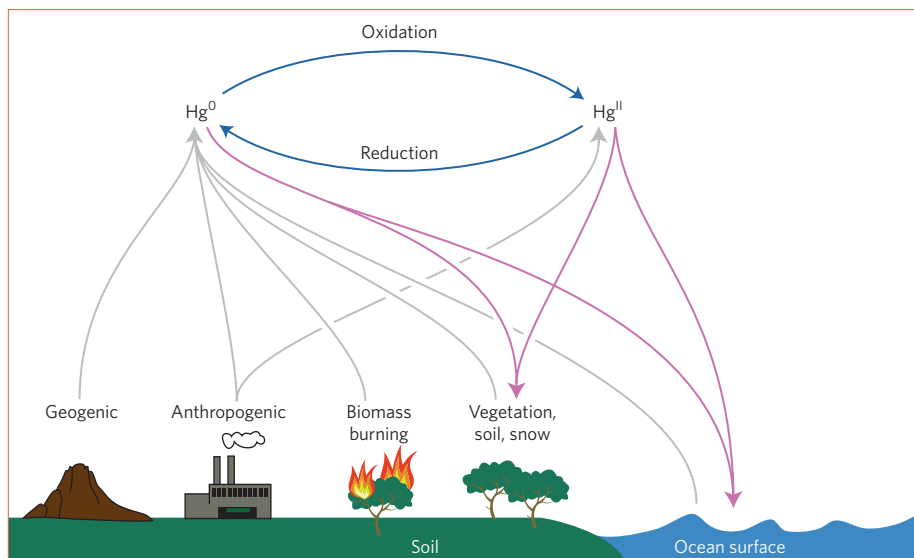 Oxidation
Hg⁰
Hgᴵᴵ
Reduction
Geogenic
Anthropogenic
Biomass
burning
Vegetation,
soil, snow
Soil
Ocean surface